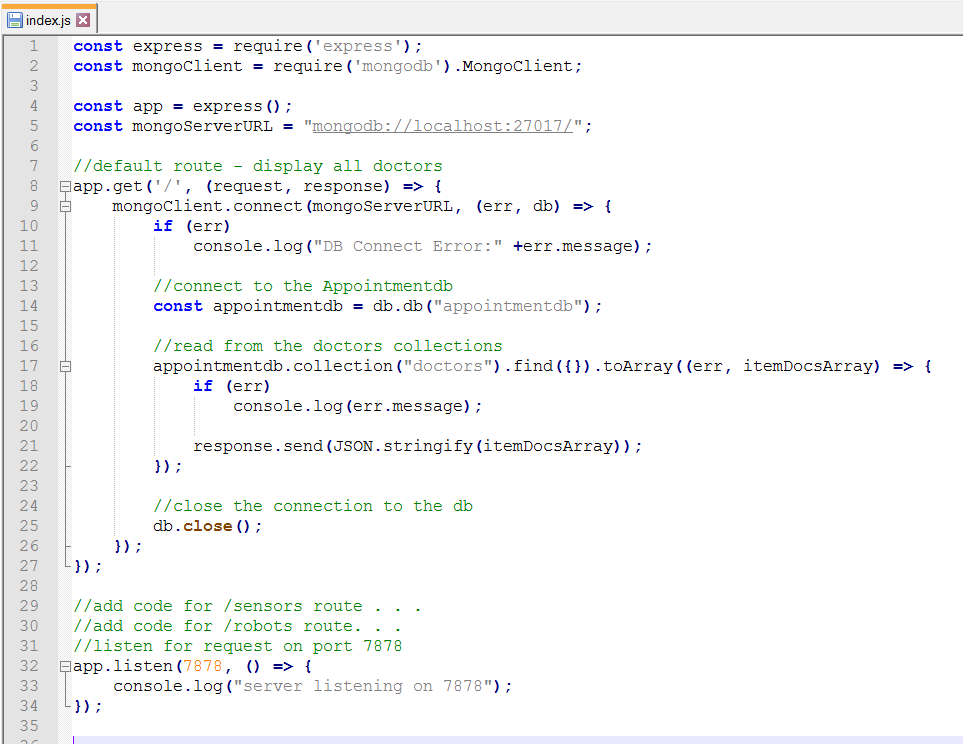 index.js
1 const express = require('express');
2 const mongoClient = require('mongodb').MongoClient;
3
4 const app = express();
5 const mongoServerURL = "mongodb://localhost:27017/";
6
7 //default route - display all doctors
8 app.get('/', (request, response) => {
9     mongoClient.connect(mongoServerURL, (err, db) => {
10         if (err)
11             console.log("DB Connect Error:" +err.message);
12
13         //connect to the Appointmentdb
14         const appointmentdb = db.db("appointmentdb");
15
16         //read from the doctors collections
17         appointmentdb.collection("doctors").find({}).toArray((err, itemDocsArray) => {
18             if (err)
19                 console.log(err.message);
20
21             response.send(JSON.stringify(itemDocsArray));
22         });
23
24         //close the connection to the db
25         db.close();
26     });
27 });
28
29 //add code for /sensors route . . .
30 //add code for /robots route. . .
31 //listen for request on port 7878
32 app.listen(7878, () => {
33     console.log("server listening on 7878");
34 });
35